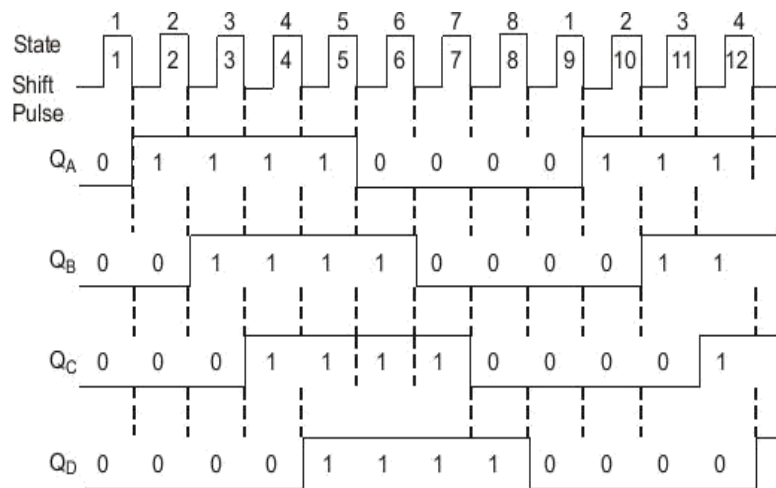 1 2 3 4 5 6 7 8 1 2 3 4
State
1 2 3 4 5 6 7 8 9 10 11 12
Shift
Pulse
QA 0 1 1 1 1 0 0 0 0 1 1 1
QB 0 0 1 1 1 1 0 0 0 0 1 1
QC 0 0 0 1 1 1 1 0 0 0 0 1
QD 0 0 0 0 1 1 1 1 0 0 0 0